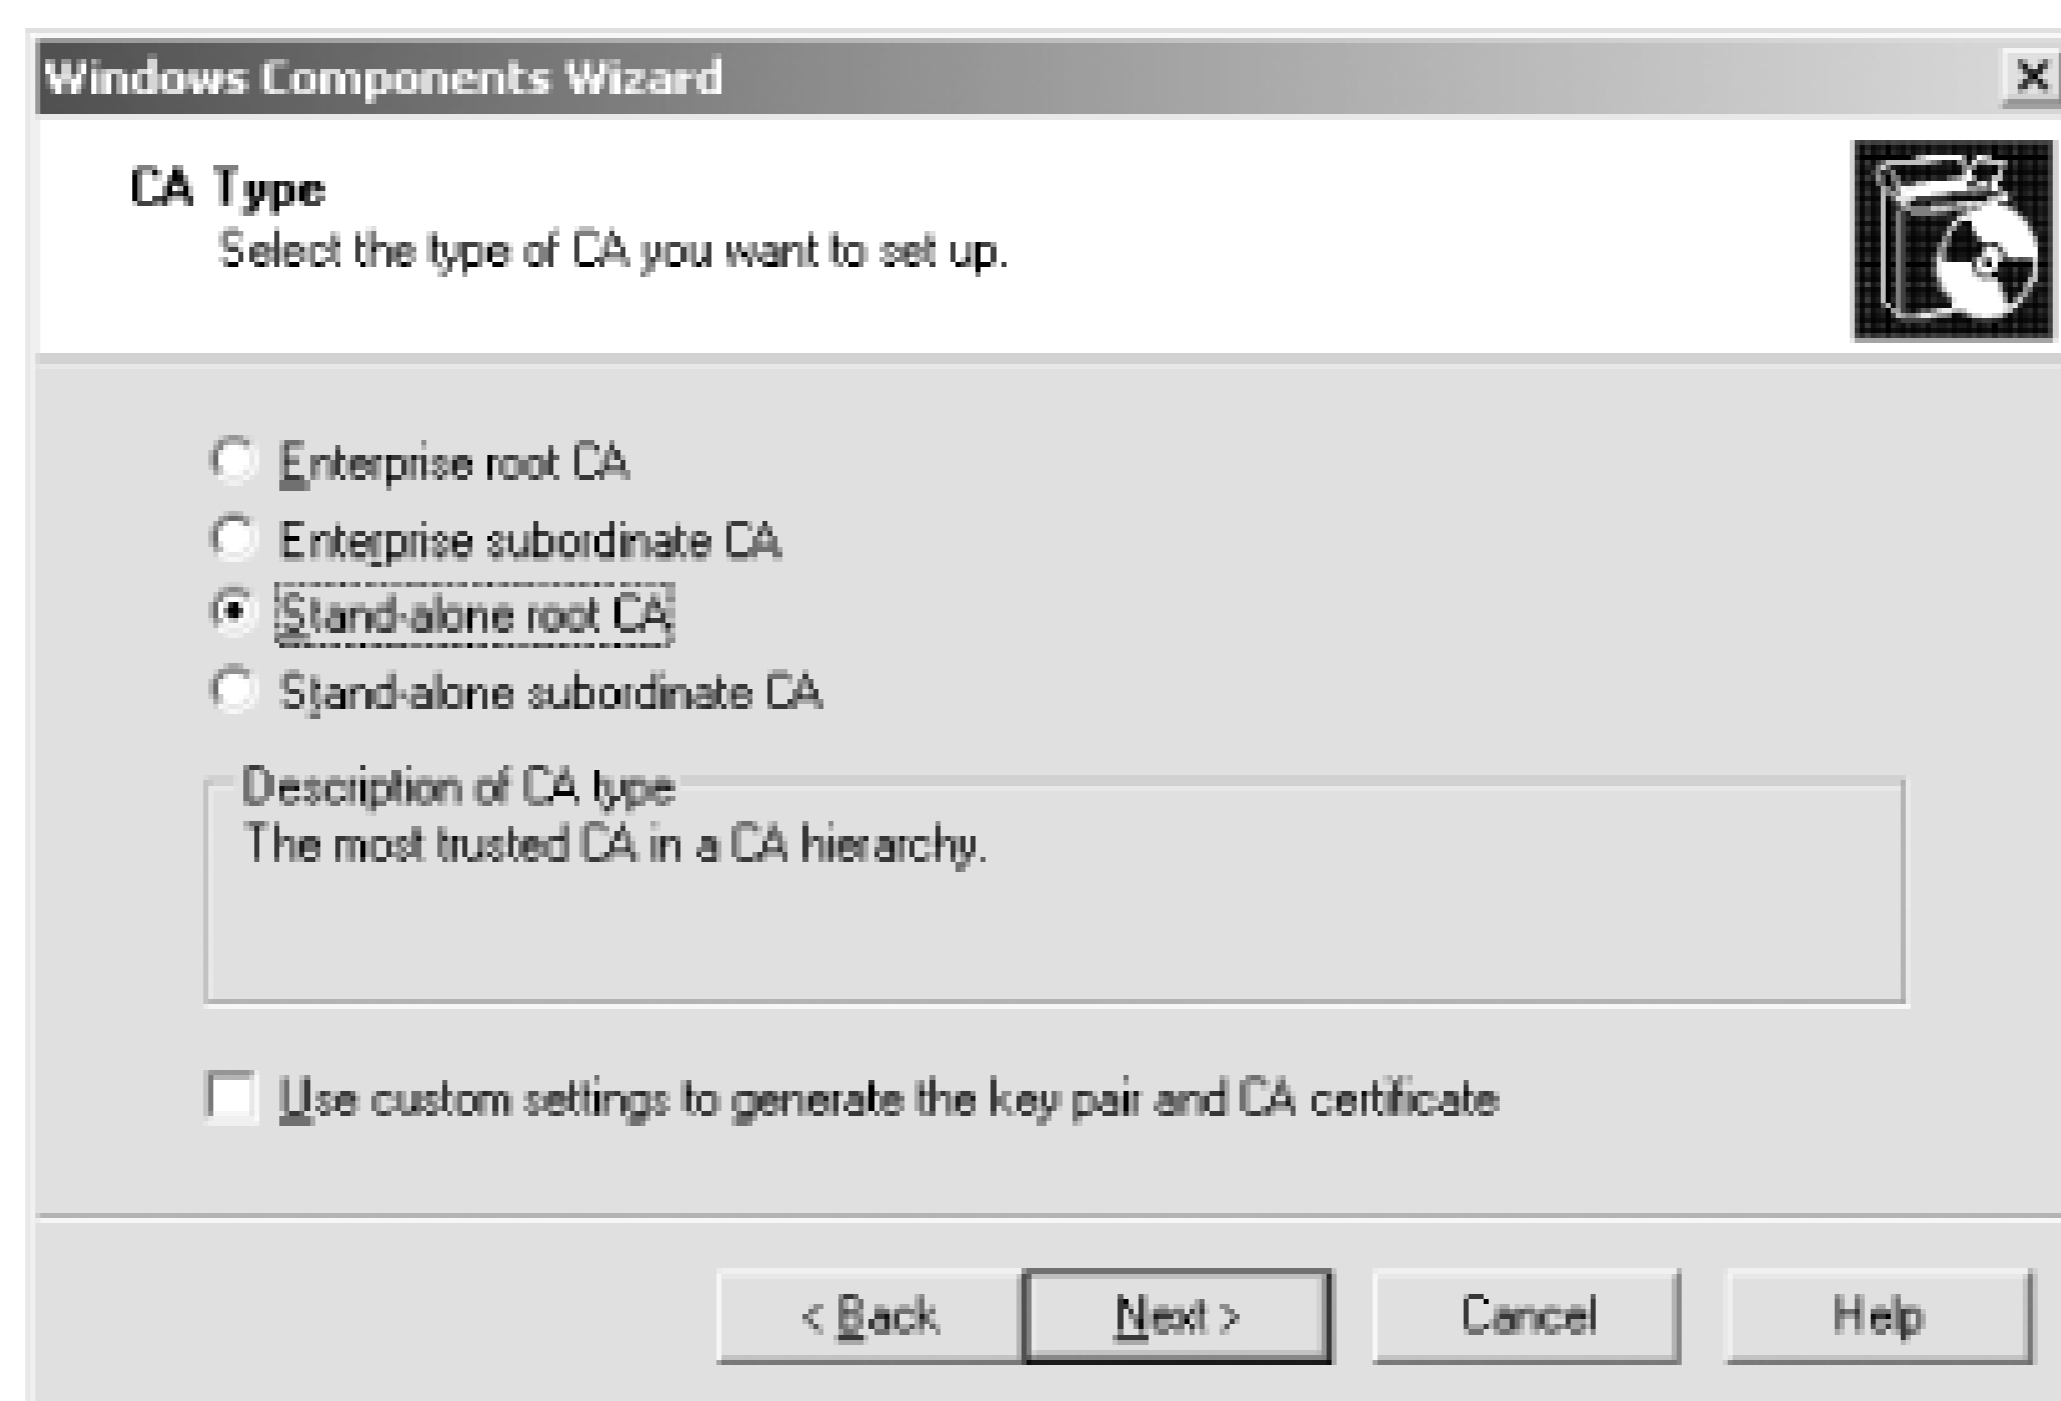 Windows Components Wizard
CA Type
Select the type of CA you want to set up.
Enterprise root CA
Enterprise subordinate CA
Stand-alone root CA
Stand-alone subordinate CA
Description of CA type
The most trusted CA in a CA hierarchy.
Use custom settings to generate the key pair and CA certificate
< Back Next > Cancel Help